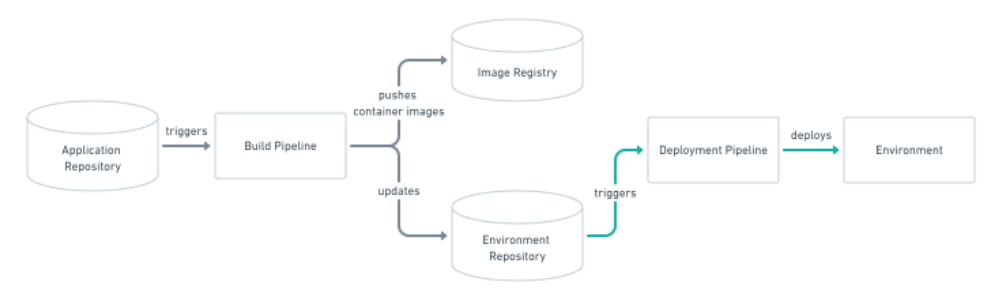 Application
Repository
triggers
Build Pipeline
pushes
container images
Image Registry
updates
Environment
Repository
triggers
Deployment Pipeline
deploys
Environment